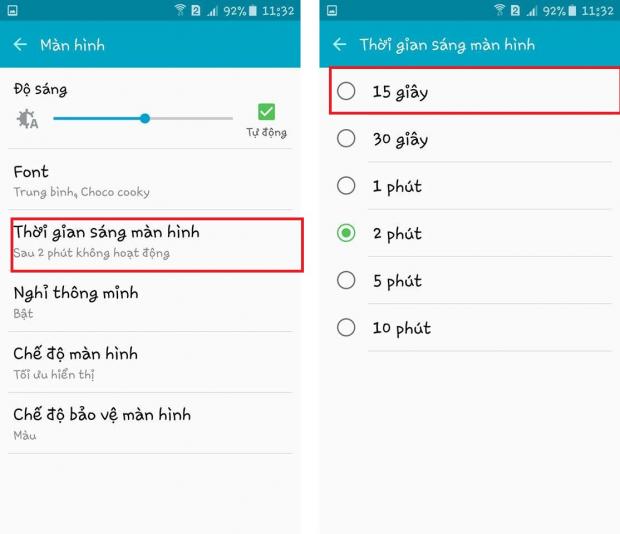 2 92% 11:32
Màn hình
Độ sáng
A
Tự động
Font
Trung bình, Choco cooky
Thời gian sáng màn hình
Sau 2 phút không hoạt động
Nghỉ thông minh
Bật
Chế độ màn hình
Tối ưu hiển thị
Chế độ bảo vệ màn hình
Màu
2 92% 11:32
Thời gian sáng màn hình
15 giây
30 giây
1 phút
2 phút
5 phút
10 phút